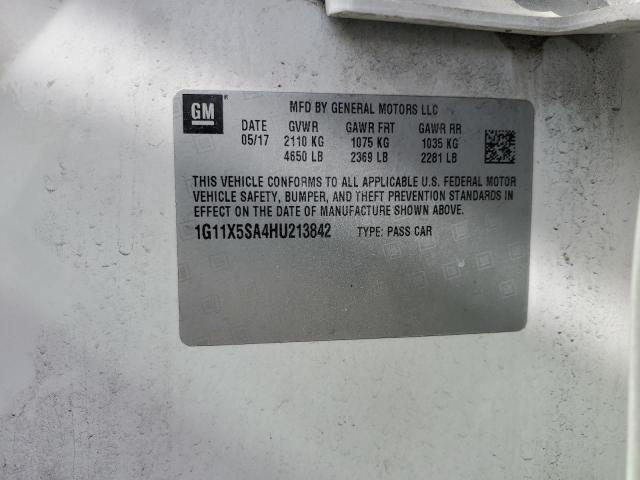 GM ®
MFD BY GENERAL MOTORS LLC
DATE GVWR GAWR FRT GAWR RR
05/17 2110 KG 1075 KG 1035 KG
4650 LB 2369 LB 2281 LB
THIS VEHICLE CONFORMS TO ALL APPLICABLE U.S. FEDERAL MOTOR
VEHICLE SAFETY, BUMPER, AND THEFT PREVENTION STANDARDS IN
EFFECT ON THE DATE OF MANUFACTURE SHOWN ABOVE.
1G11X5SA4HU213842 TYPE: PASS CAR